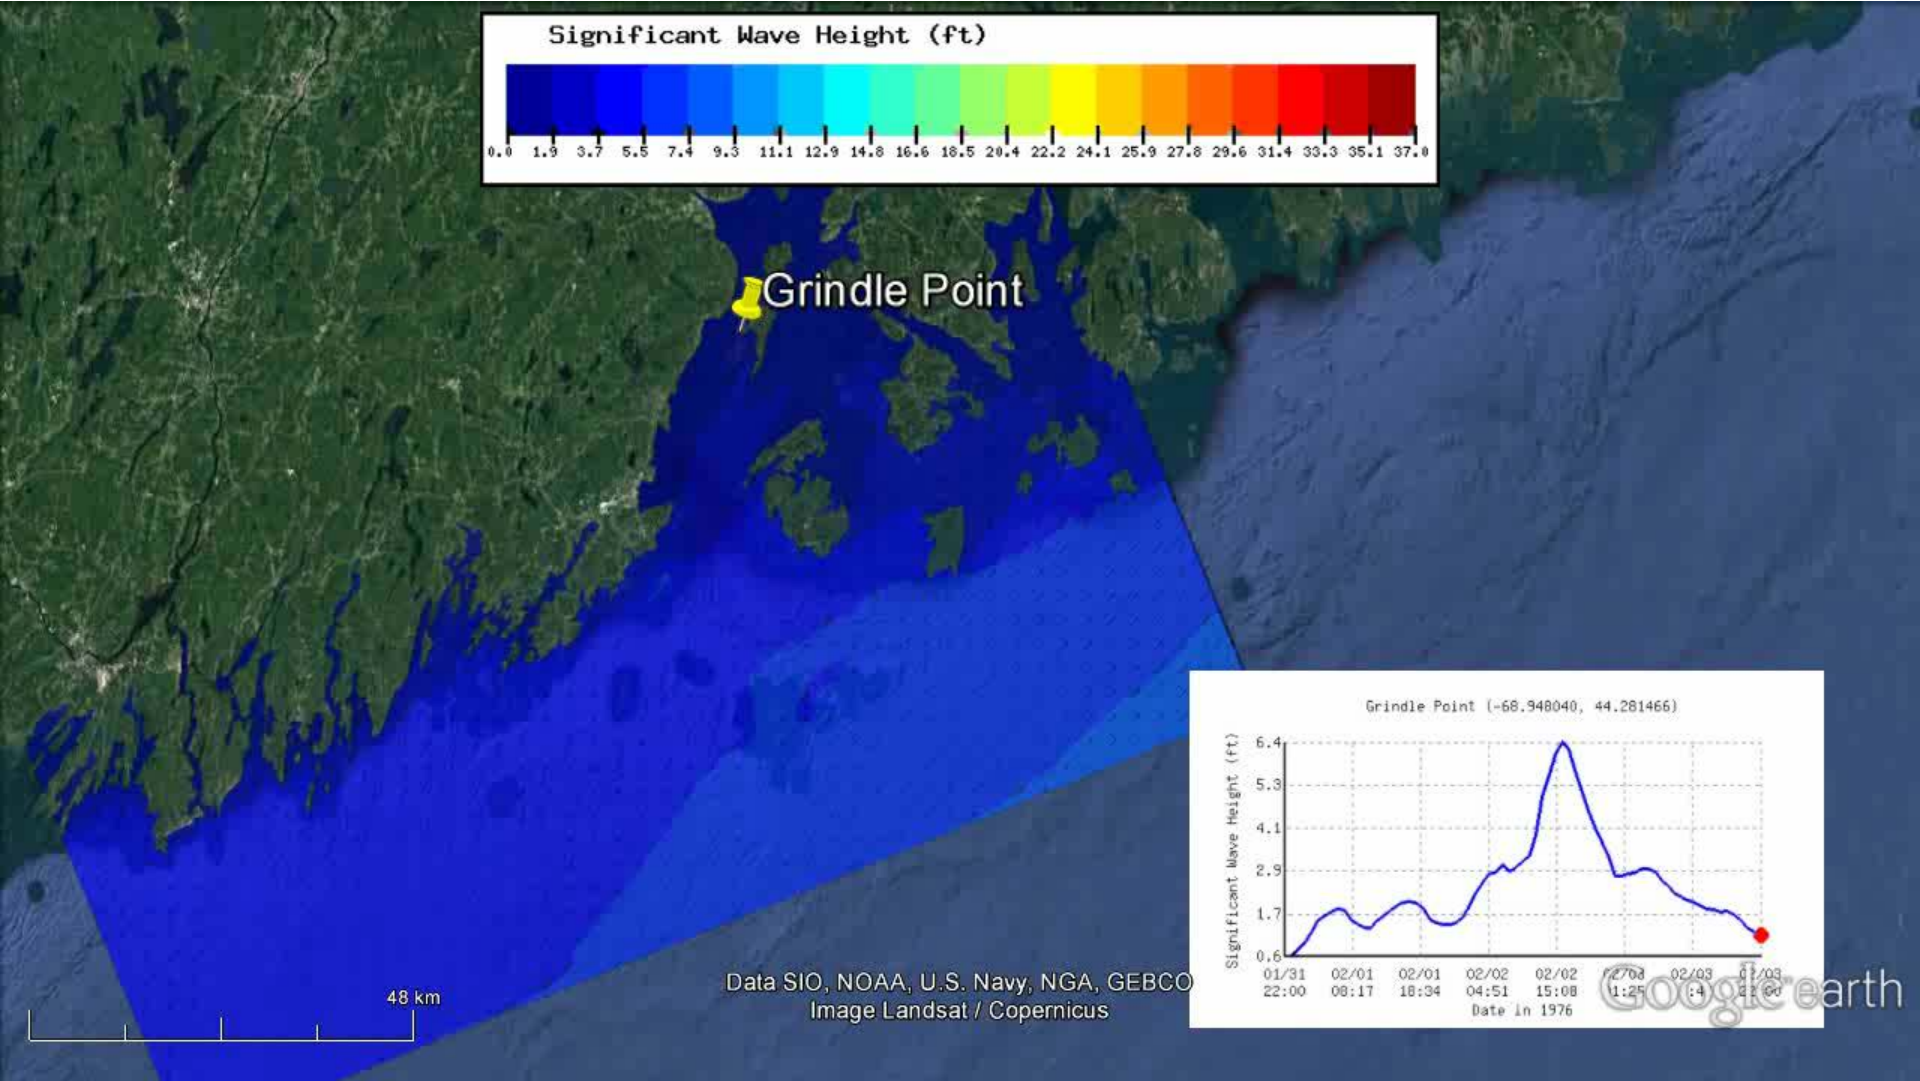 Significant Wave Height (ft)
0.0 1.9 3.7 5.5 7.4 9.3 11.1 12.9 14.8 16.6 18.5 20.4 22.2 24.1 25.9 27.8 29.6 31.4 33.3 35.1 37.0
Grindle Point
Grindle Point (-68.948040, 44.281466)
Significant Wave Height (ft)
6.4
5.3
4.1
2.9
1.7
0.6
01/31 02/01 02/01 02/02 02/02 02/03 02/03 02/03
22:00 08:17 18:34 04:51 15:08
Date in 1976
48 km
Data SIO, NOAA, U.S. Navy, NGA, GEBCO
Image Landsat / Copernicus
Google earth